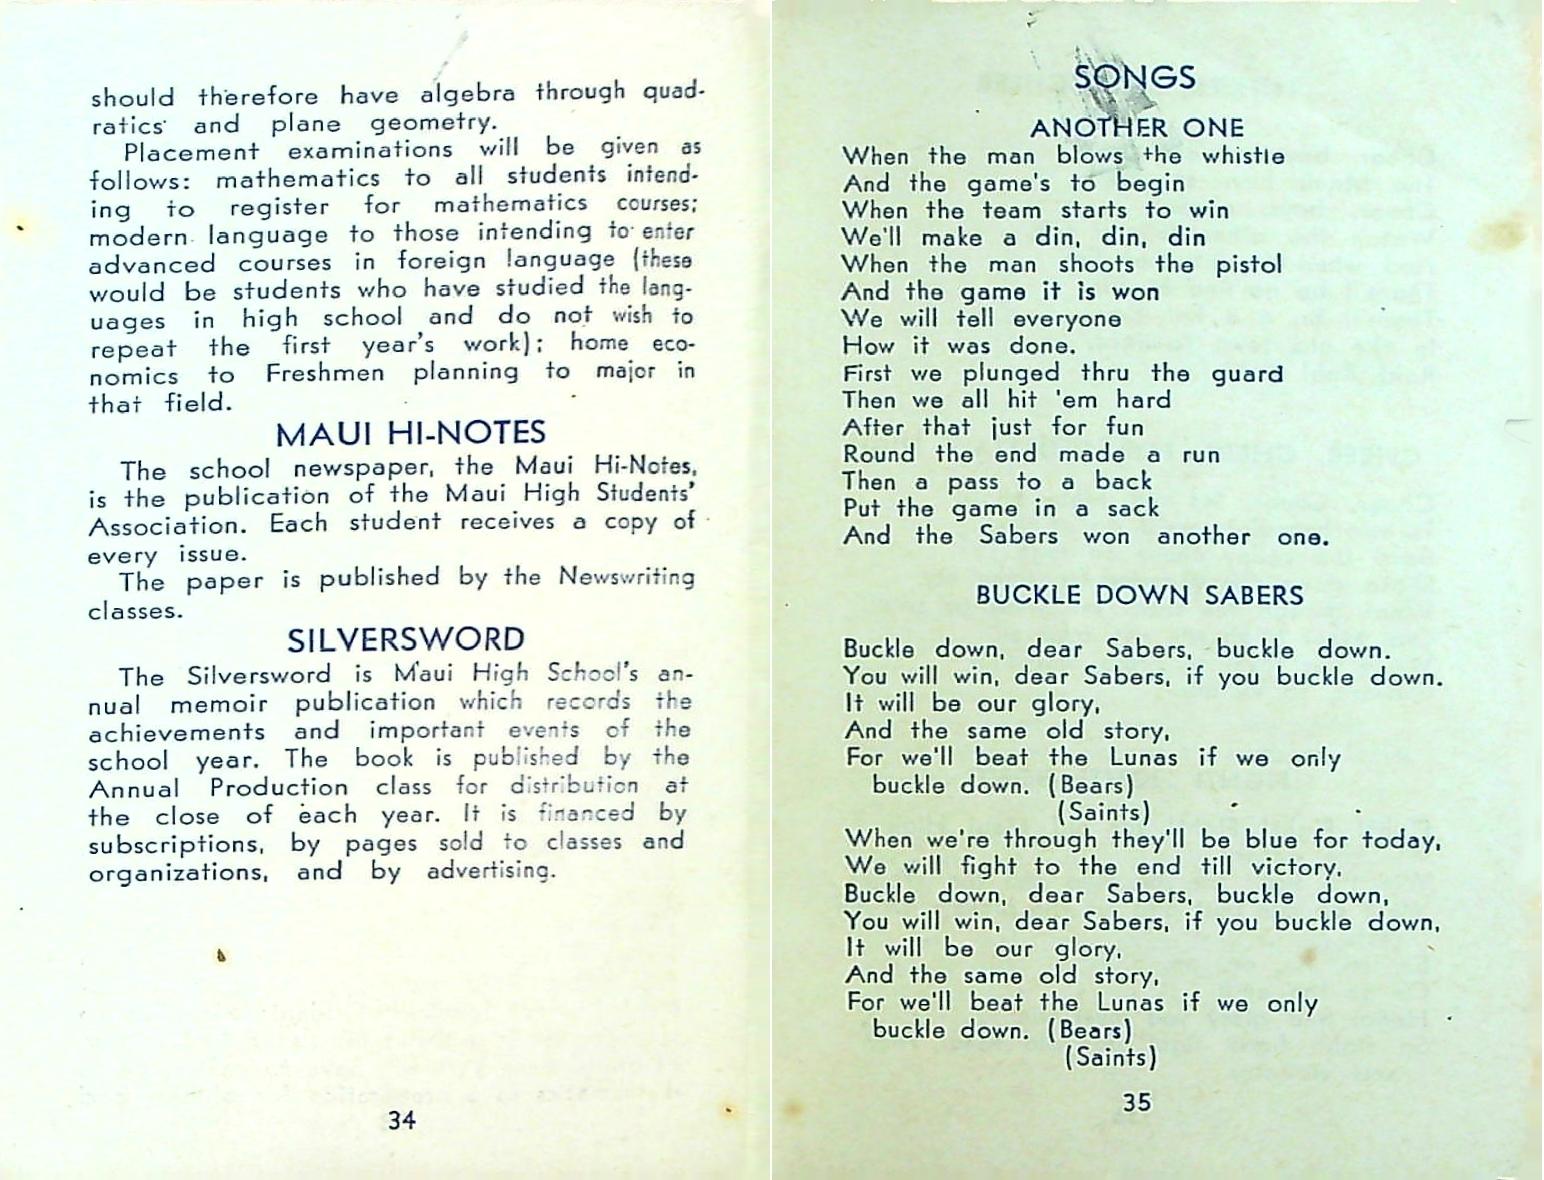 should therefore have algebra through quad-
ratics and plane geometry.
Placement examinations will be given as
follows: mathematics to all students intend-
ing to register for mathematics courses;
modern language to those intending to enter
advanced courses in foreign language (these
would be students who have studied the lang-
uages in high school and do not wish to
repeat the first year's work); home eco-
nomics to Freshmen planning to major in
that field.
MAUI HI-NOTES
The school newspaper, the Maui Hi-Notes,
is the publication of the Maui High Students'
Association. Each student receives a copy of
every issue.
The paper is published by the Newswriting
classes.
SILVERSWORD
The Silversword is Maui High School's an-
nual memoir publication which records the
achievements and important events of the
school year. The book is published by the
Annual Production class for distribution at
the close of each year. It is financed by
subscriptions, by pages sold to classes and
organizations, and by advertising.
34
SONGS
ANOTHER ONE
When the man blows the whistle
And the game's to begin
When the team starts to win
We'll make a din, din, din
When the man shoots the pistol
And the game it is won
We will tell everyone
How it was done.
First we plunged thru the guard
Then we all hit 'em hard
After that just for fun
Round the end made a run
Then a pass to a back
Put the game in a sack
And the Sabers won another one.
BUCKLE DOWN SABERS
Buckle down, dear Sabers, buckle down.
You will win, dear Sabers, if you buckle down.
It will be our glory,
And the same old story,
For we'll beat the Lunas if we only
buckle down. (Bears)
(Saints)
When we're through they'll be blue for today,
We will fight to the end till victory,
Buckle down, dear Sabers, buckle down,
You will win, dear Sabers, if you buckle down,
It will be our glory,
And the same old story,
For we'll beat the Lunas if we only
buckle down. (Bears)
(Saints)
35